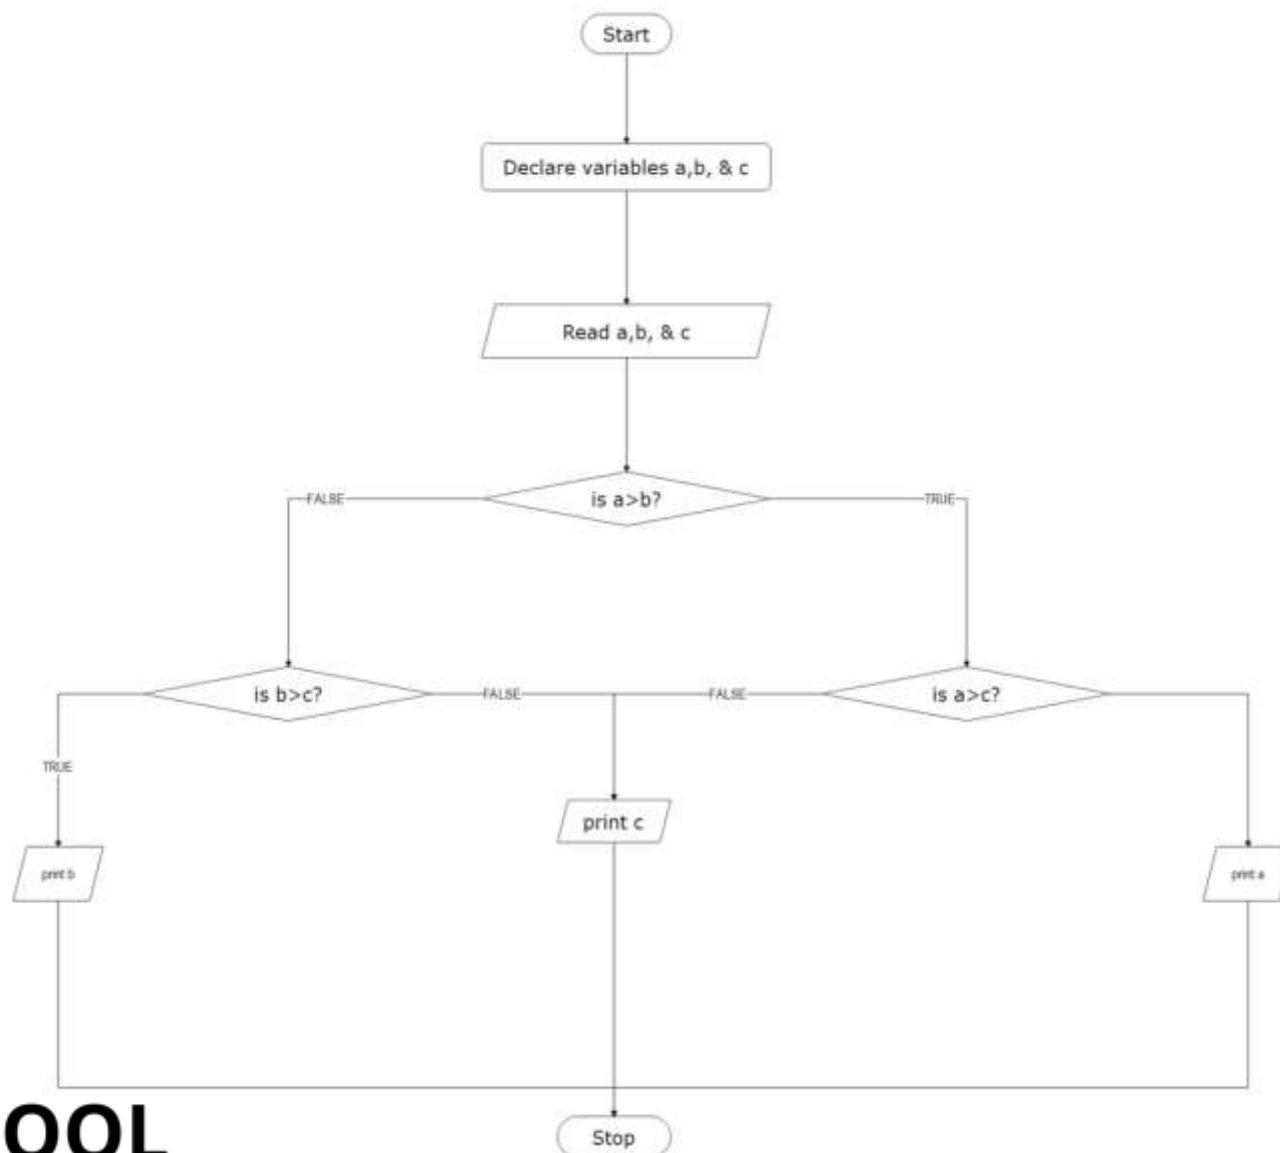 Start
Declare variables a,b, & c
Read a,b, & c
is a>b?
FALSE
TRUE
is b>c?
FALSE
FALSE
is a>c?
TRUE
print c
print b
print a
OOL
Stop